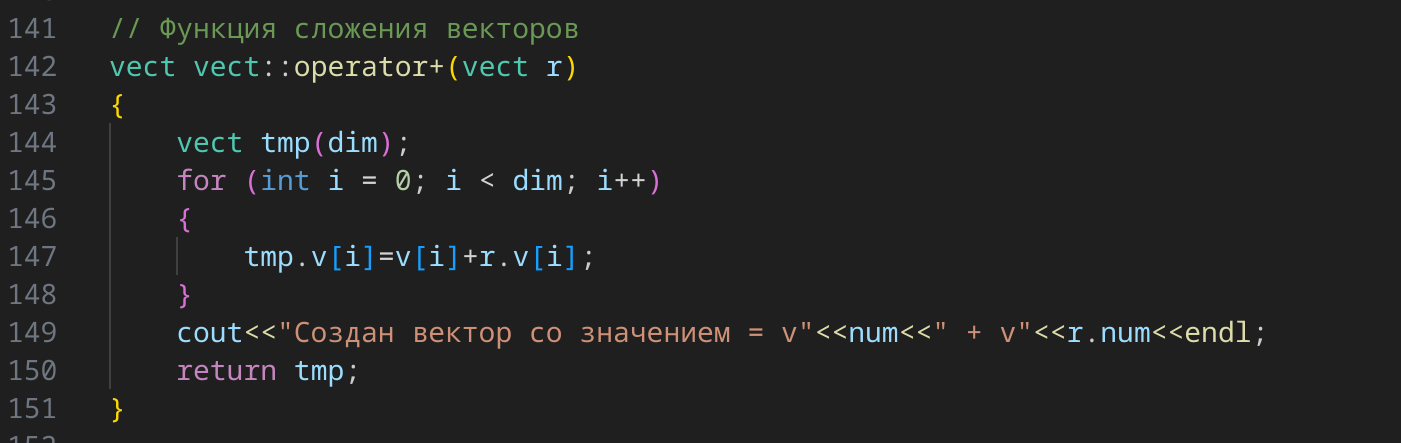 141 // Функция сложения векторов
142 vect vect::operator+(vect r)
143 {
144 vect tmp(dim);
145 for (int i = 0; i < dim; i++)
146 {
147 tmp.v[i]=v[i]+r.v[i];
148 }
149 cout<<"Создан вектор со значением = v"<<num<<" + v"<<r.num<<endl;
150 return tmp;
151 }